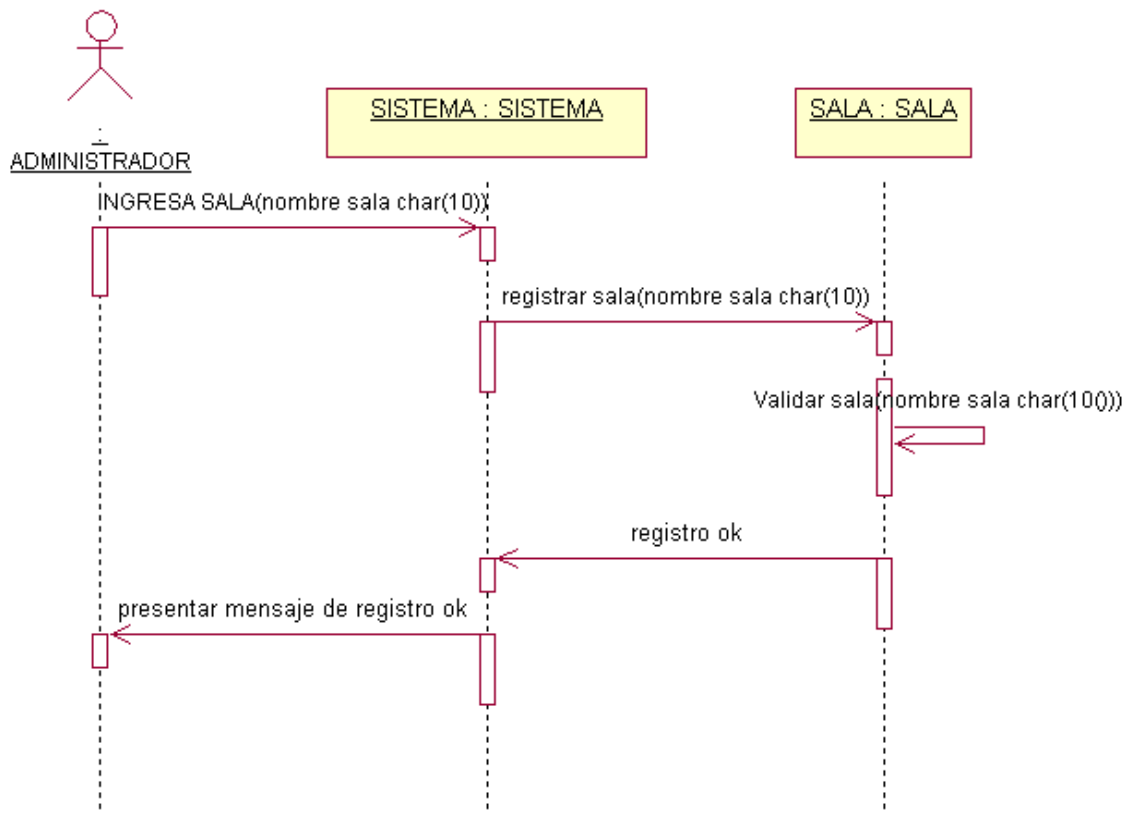 :
ADMINISTRADOR
SISTEMA : SISTEMA
SALA : SALA
INGRESA SALA(nombre sala char(10))
registrar sala(nombre sala char(10))
Validar sala(nombre sala char(10()))
registro ok
presentar mensaje de registro ok